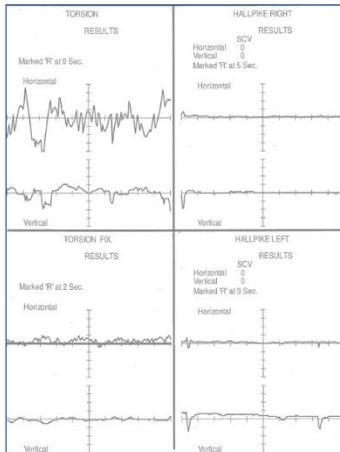 TORSION
RESULTS
Marked 'R' at 0 Sec.
Horizontal
Vertical
HALLPIKE RIGHT
RESULTS
SCV
Horizontal 0
Vertical 0
Marked 'R' at 5 Sec.
Horizontal
Vertical
TORSION FIX.
RESULTS
Marked 'R' at 2 Sec.
Horizontal
Vertical
HALLPIKE LEFT
RESULTS
SCV
Horizontal 0
Vertical 0
Marked 'R' at 3 Sec.
Horizontal
Vertical